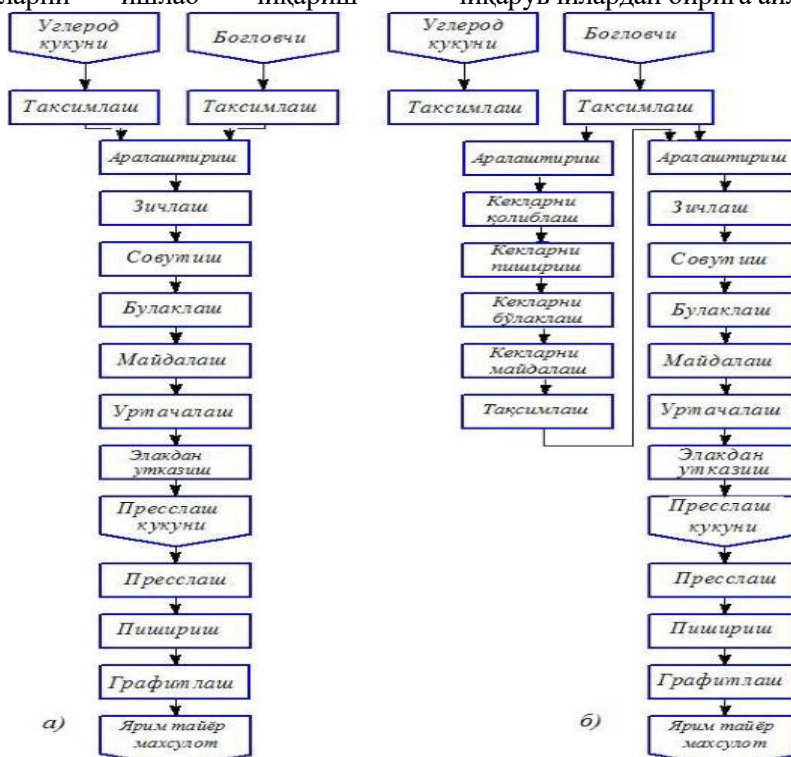 ишлаб
Углерод
кукуни
Богловчи
Таксимлаш
Таксимлаш
Аралаштириш
Зичлаш
Совутиш
Булаклаш
Майдалаш
Уртачалаш
Элакдан
утказиш
Пресслаш
кукуни
Пресслаш
Пишириш
Графитлаш
а)
Ярим тайёр
махсулот
Углерод
кукуни
Богловчи
Таксимлаш
Таксимлаш
Аралаштириш
Кекларни
қолиблаш
Кекларни
пишириш
Кекларни
бўлаклаш
Кекларни
майдалаш
Тақсимлаш
Аралаштириш
Зичлаш
Совутиш
Булаклаш
Майдалаш
Уртачалаш
Элакдан
утказиш
Пресслаш
кукуни
Пресслаш
Пишириш
Графитлаш
б)
Ярим тайёр
махсулот